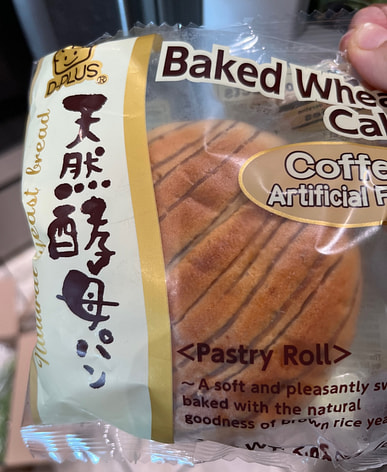 D-PLUS®
Natural yeast bread
天然酵母パン
Baked Whea
Cak
Coffe
Artificial F
<Pastry Roll>
~A soft and pleasantly sw
baked with the natural
goodness of brown rice yea
WT.